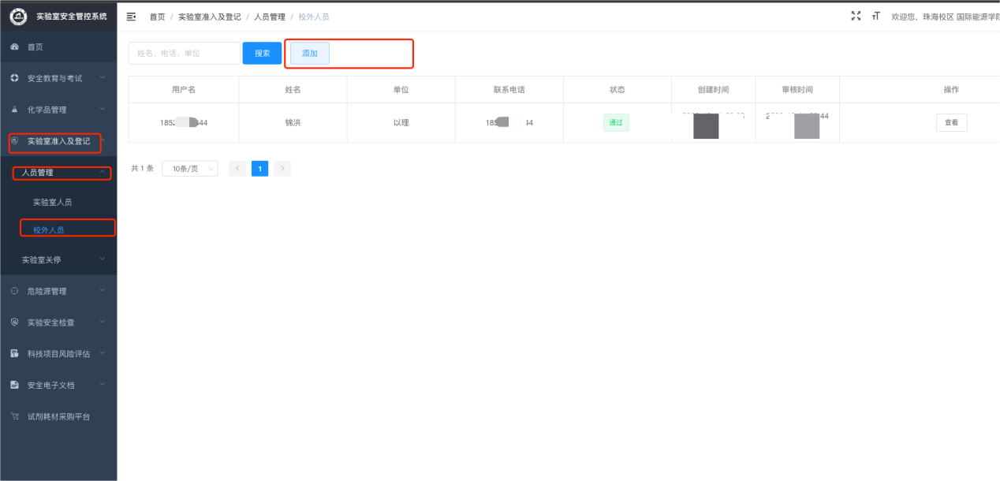 实验室安全管控系统
首页 / 实验室准入及登记 / 人员管理 / 校外人员
欢迎您，珠海校区 国际能源学院
首页
安全教育与考试
化学品管理
实验室准入及登记
人员管理
实验室人员
校外人员
实验室关停
危险源管理
实验安全检查
科技项目风险评估
安全电子文档
试剂耗材采购平台
姓名、电话、单位 搜索 添加
用户名 姓名 单位 联系电话 状态 创建时间 审核时间 操作
185 44 锦洪 以理 185 44 通过 44 查看
共 1 条 10条/页 1